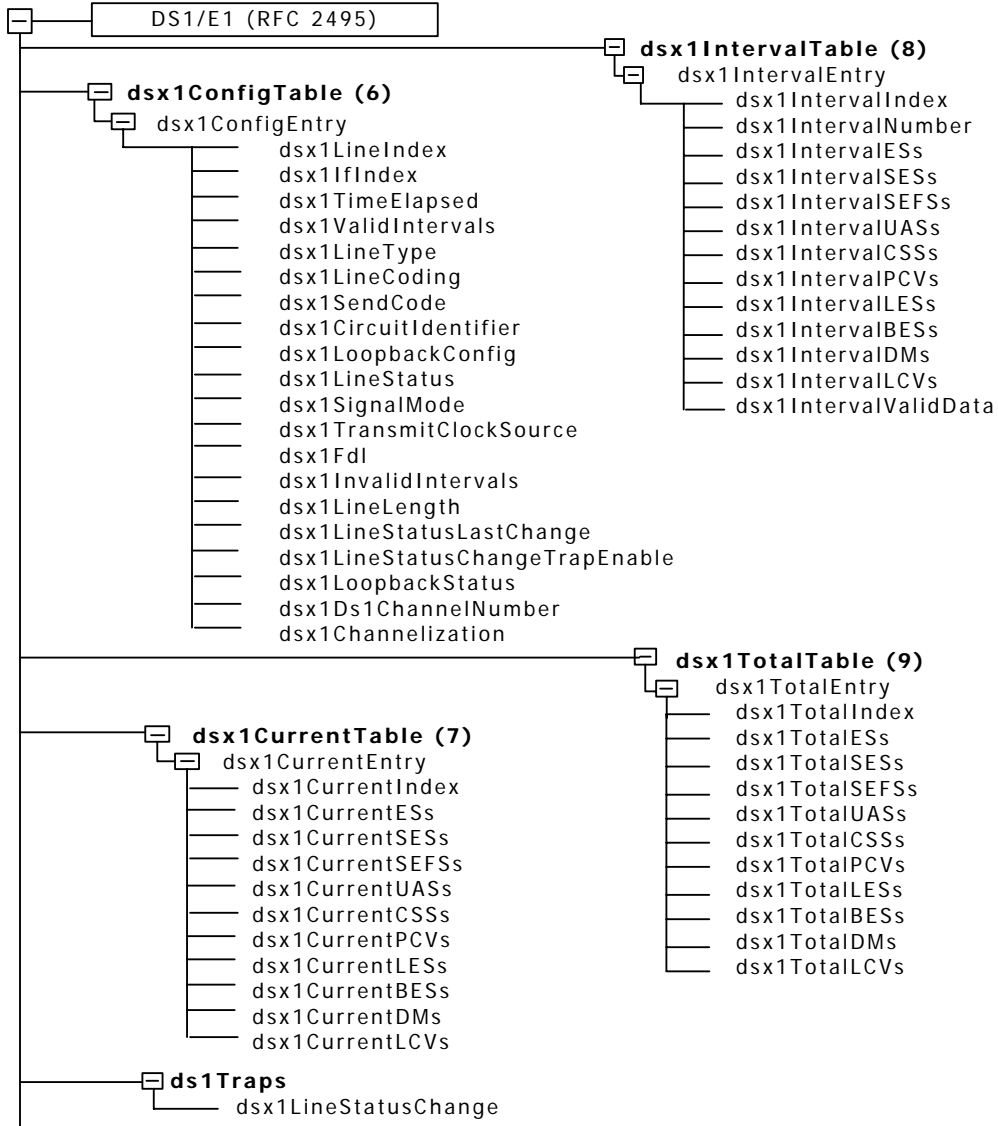 DS1/E1 (RFC 2495)
dsx1IntervalTable (8)
dsx1IntervalEntry
dsx1IntervalIndex
dsx1IntervalNumber
dsx1IntervalESs
dsx1IntervalSESs
dsx1IntervalSEFSs
dsx1IntervalUASs
dsx1IntervalCSSs
dsx1IntervalPCVs
dsx1IntervalLESs
dsx1IntervalBESs
dsx1IntervalDMs
dsx1IntervalLCVs
dsx1IntervalValidData
dsx1ConfigTable (6)
dsx1ConfigEntry
dsx1LineIndex
dsx1IfIndex
dsx1TimeElapsed
dsx1ValidIntervals
dsx1LineType
dsx1LineCoding
dsx1SendCode
dsx1CircuitIdentifier
dsx1LoopbackConfig
dsx1LineStatus
dsx1SignalMode
dsx1TransmitClockSource
dsx1Fdl
dsx1InvalidIntervals
dsx1LineLength
dsx1LineStatusLastChange
dsx1LineStatusChangeTrapEnable
dsx1LoopbackStatus
dsx1Ds1ChannelNumber
dsx1Channelization
dsx1TotalTable (9)
dsx1TotalEntry
dsx1TotalIndex
dsx1TotalESs
dsx1TotalSESs
dsx1TotalSEFSs
dsx1TotalUASs
dsx1TotalCSSs
dsx1TotalPCVs
dsx1TotalLESs
dsx1TotalBESs
dsx1TotalDMs
dsx1TotalLCVs
dsx1CurrentTable (7)
dsx1CurrentEntry
dsx1CurrentIndex
dsx1CurrentESs
dsx1CurrentSESs
dsx1CurrentSEFSs
dsx1CurrentUASs
dsx1CurrentCSSs
dsx1CurrentPCVs
dsx1CurrentLESs
dsx1CurrentBESs
dsx1CurrentDMs
dsx1CurrentLCVs
ds1Traps
dsx1LineStatusChange